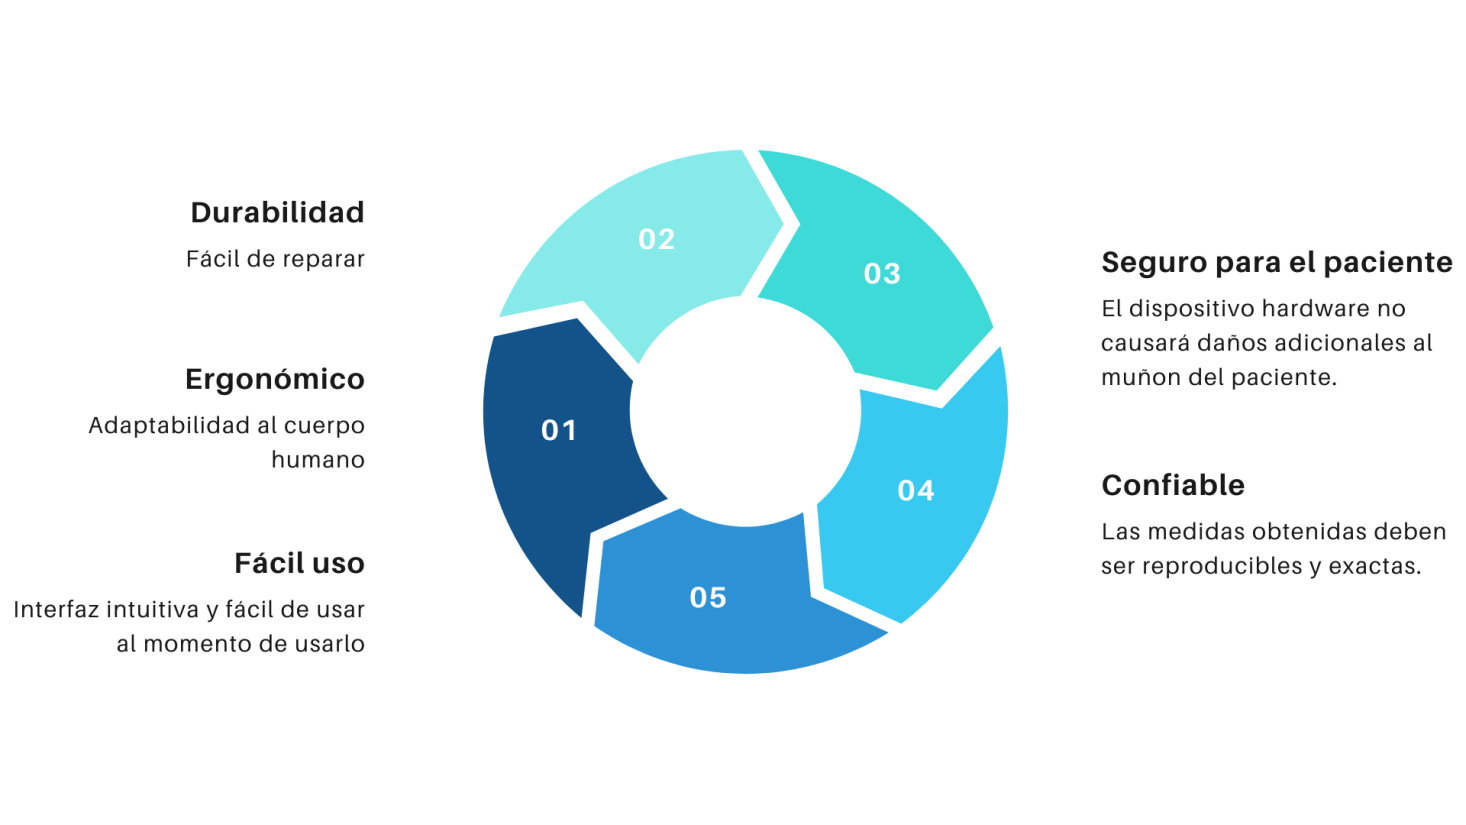 Durabilidad
Fácil de reparar
Ergonómico
Adaptabilidad al cuerpo
humano
Fácil uso
Interfaz intuitiva y fácil de usar
al momento de usarlo
02
03
01
04
05
Seguro para el paciente
El dispositivo hardware no
causará daños adicionales al
muñon del paciente.
Confiable
Las medidas obtenidas deben
ser reproducibles y exactas.